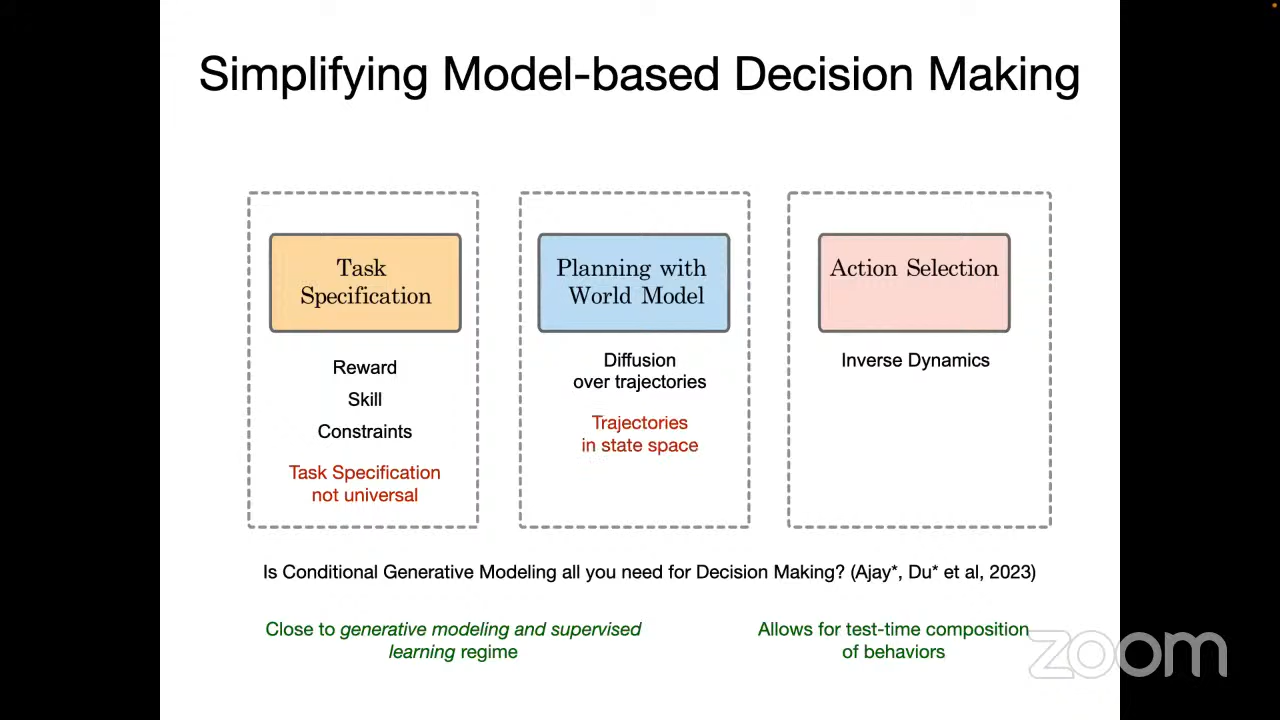 Simplifying Model-based Decision Making
Task
Specification
Reward
Skill
Constraints
Task Specification
not universal
Planning with
World Model
Diffusion
over trajectories
Trajectories
in state space
Action Selection
Inverse Dynamics
Is Conditional Generative Modeling all you need for Decision Making? (Ajay*, Du* et al, 2023)
Close to generative modeling and supervised
learning regime
Allows for test-time composition
of behaviors
zoom